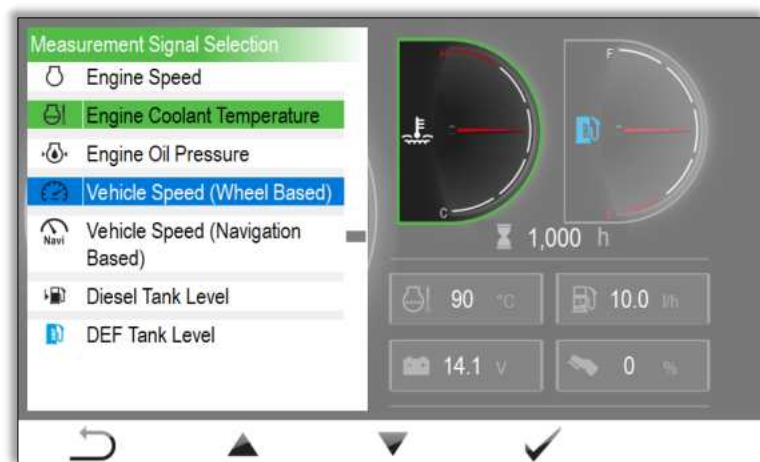 Measurement Signal Selection
Engine Speed
Engine Coolant Temperature
Engine Oil Pressure
Vehicle Speed (Wheel Based)
Navi
Vehicle Speed (Navigation
Based)
Diesel Tank Level
DEF Tank Level
H
C
F
E
1,000 h
90 °C
10.0 l/h
14.1 V
0 %